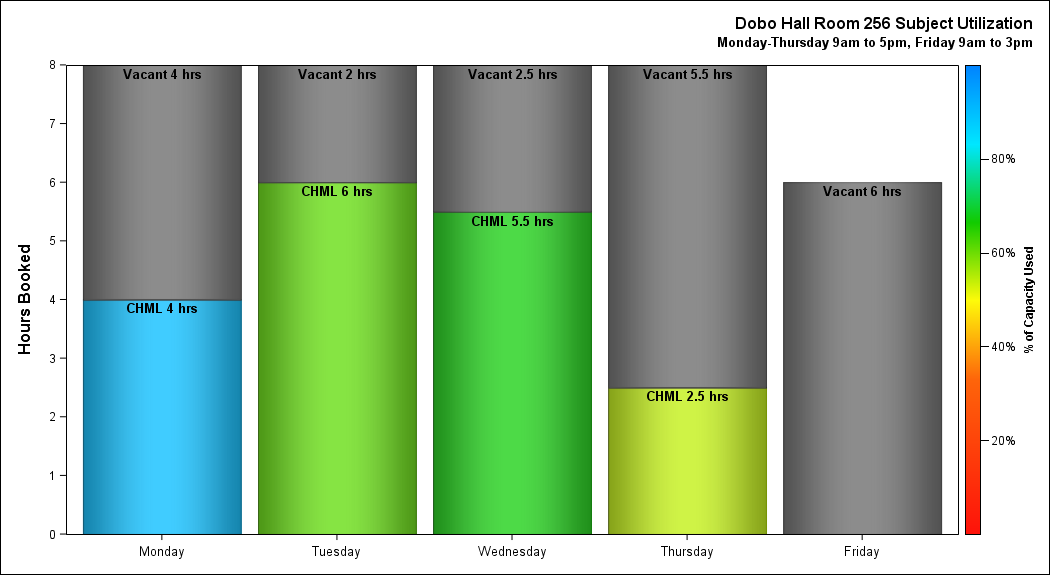 Dobo Hall Room 256 Subject Utilization
Monday-Thursday 9am to 5pm, Friday 9am to 3pm
Hours Booked
8
7
6
5
4
3
2
1
0
Vacant 4 hrs
CHML 4 hrs
Vacant 2 hrs
CHML 6 hrs
Vacant 2.5 hrs
CHML 5.5 hrs
Vacant 5.5 hrs
CHML 2.5 hrs
Vacant 6 hrs
Monday
Tuesday
Wednesday
Thursday
Friday
80%
60%
40%
20%
% of Capacity Used